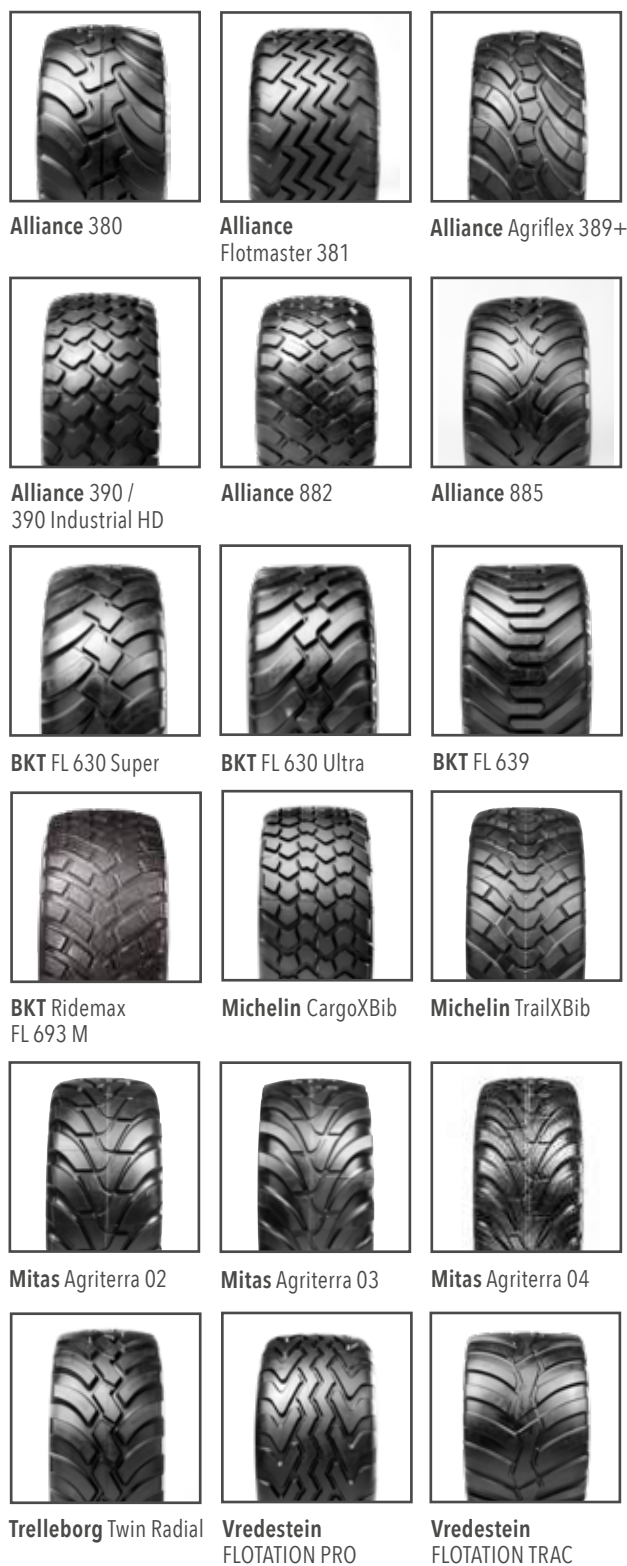 Alliance 380
Alliance
Flotmaster 381
Alliance Agriflex 389+
Alliance 390 /
390 Industrial HD
Alliance 882
Alliance 885
BKT FL 630 Super
BKT FL 630 Ultra
BKT FL 639
BKT Ridemax
FL 693 M
Michelin CargoXBib
Michelin TrailXBib
Mitas Agriterra 02
Mitas Agriterra 03
Mitas Agriterra 04
Trelleborg Twin Radial
Vredestein
FLOTATION PRO
Vredestein
FLOTATION TRAC